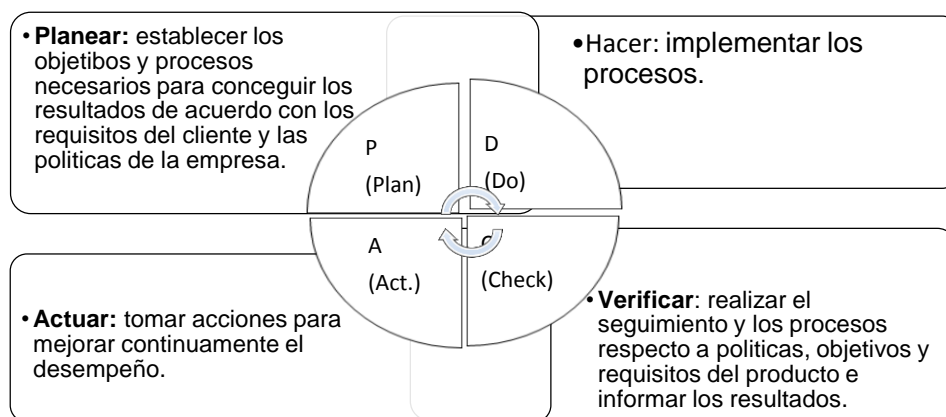 • Planear: establecer los
objetibos y procesos
necesarios para conceguir los
resultados de acuerdo con los
requisitos del cliente y las
politicas de la empresa.
•Hacer: implementar los
procesos.
P
(Plan)
D
(Do)
A
(Act.)
(Check)
• Actuar: tomar acciones para
mejorar continuamente el
desempeño.
• Verificar: realizar el
seguimiento y los procesos
respecto a politicas, objetivos y
requisitos del producto e
informar los resultados.